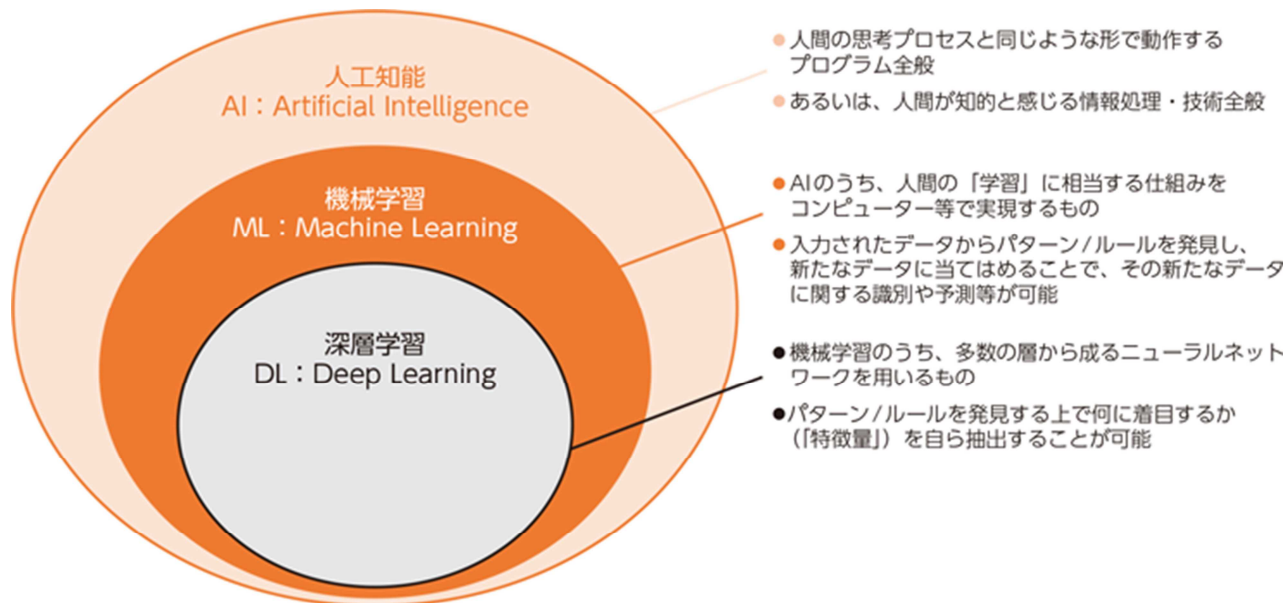 人工知能
AI：Artificial Intelligence
機械学習
ML：Machine Learning
深層学習
DL：Deep Learning
●人間の思考プロセスと同じような形で動作する
プログラム全般
●あるいは、人間が知的と感じる情報処理・技術全般
●AIのうち、人間の「学習」に相当する仕組みを
コンピューター等で実現するもの
●入力されたデータからパターン/ルールを発見し、
新たなデータに当てはめることで、その新たなデータ
に関する識別や予測等が可能
●機械学習のうち、多数の層から成るニューラルネット
ワークを用いるもの
●パターン/ルールを発見する上で何に着目するか
（「特徴量」）を自ら抽出することが可能